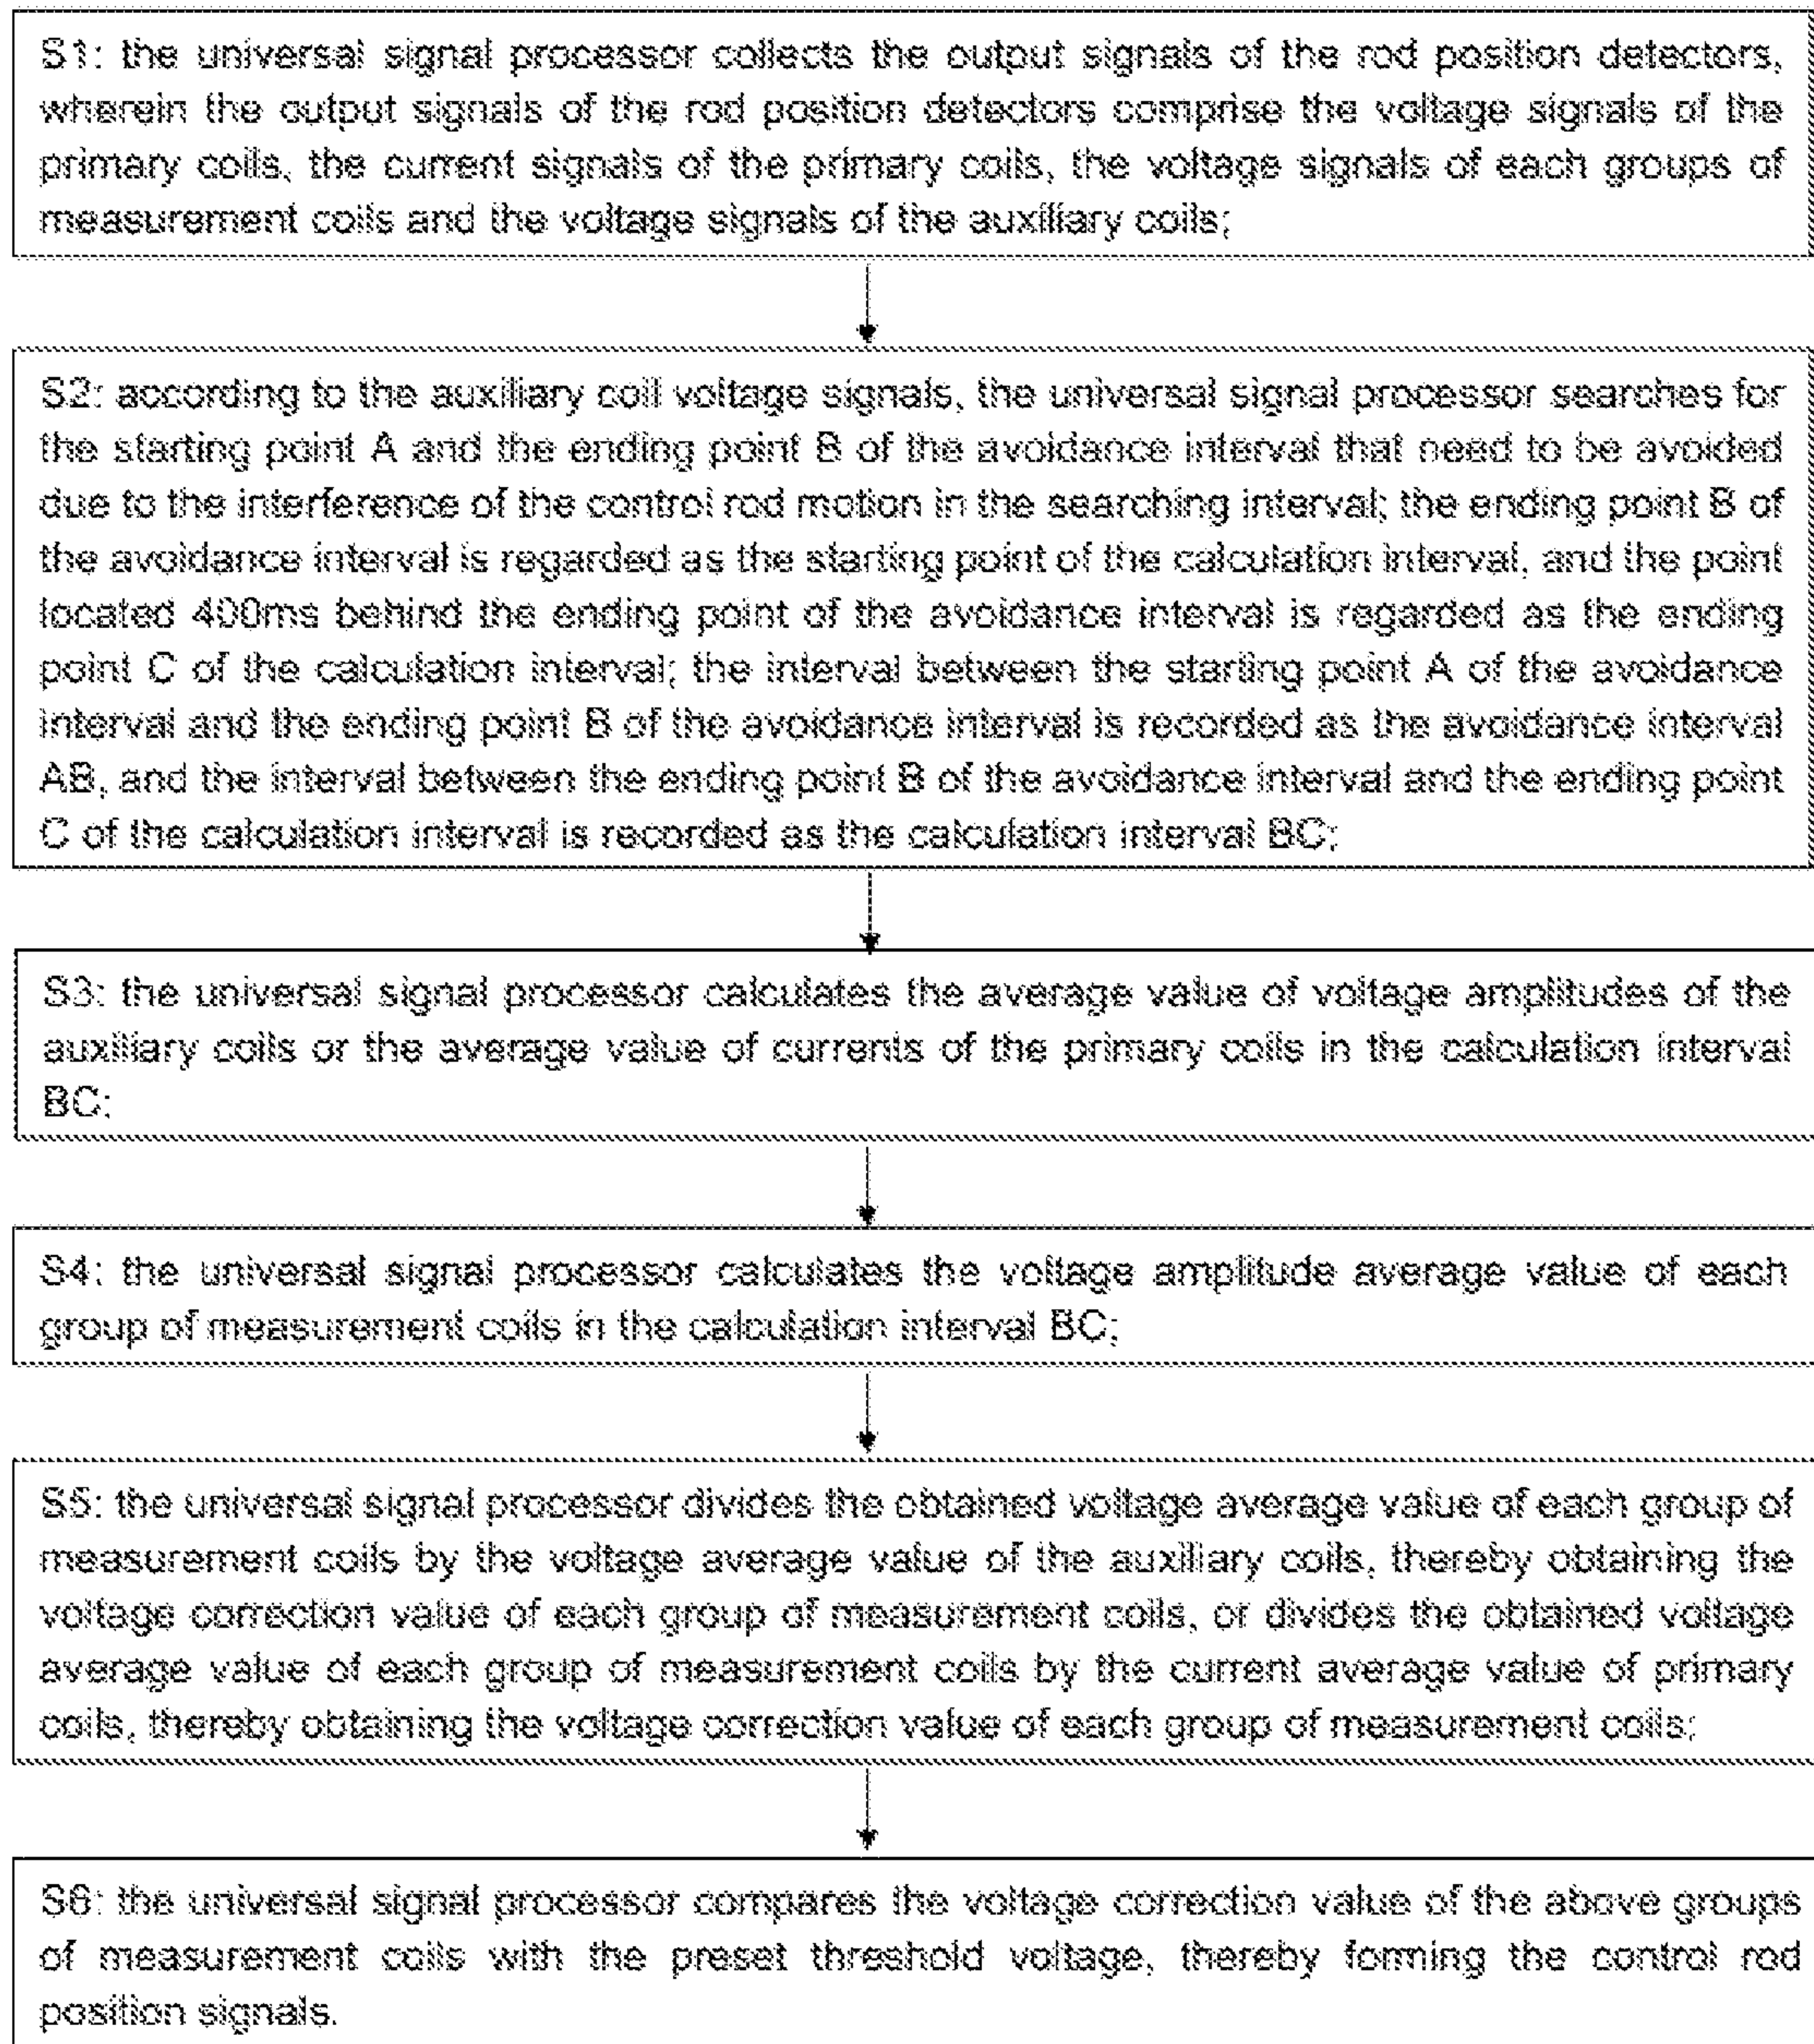 S1: the universal signal processor collects the output signals of the rod position detectors,
wherein the output signals of the rod position detectors comprise the voltage signals of the
primary coils, the current signals of the primary coils, the voltage signals of each groups of
measurement coils and the voltage signals of the auxiliary coils;
S2: according to the auxiliary coil voltage signals, the universal signal processor searches for
the starting point A and the ending point B of the avoidance interval that need to be avoided
due to the interference of the control rod motion in the searching interval; the ending point B of
the avoidance interval is regarded as the starting point of the calculation interval, and the point
located 400ms behind the ending point of the avoidance interval is regarded as the ending
point C of the calculation interval; the interval between the starting point A of the avoidance
interval and the ending point B of the avoidance interval is recorded as the avoidance interval
AB, and the interval between the ending point B of the avoidance interval and the ending point
C of the calculation interval is recorded as the calculation interval BC;
S3: the universal signal processor calculates the average value of voltage amplitudes of the
auxiliary coils or the average value of currents of the primary coils in the calculation interval
BC;
S4: the universal signal processor calculates the voltage amplitude average value of each
group of measurement coils in the calculation interval BC;
S5: the universal signal processor divides the obtained voltage average value of each group of
measurement coils by the voltage average value of the auxiliary coils, thereby obtaining the
voltage correction value of each group of measurement coils, or divides the obtained voltage
average value of each group of measurement coils by the current average value of primary
coils, thereby obtaining the voltage correction value of each group of measurement coils;
S6: the universal signal processor compares the voltage correction value of the above groups
of measurement coils with the preset threshold voltage, thereby forming the control rod
position signals.